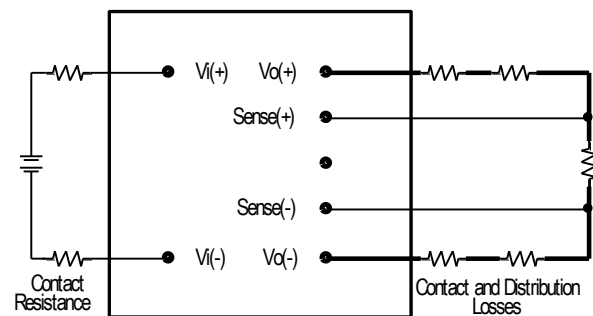 Vi(+) Vo(+)
Sense(+)
Sense(-)
Vi(-) Vo(-)
Contact
Resistance
Contact and Distribution
Losses